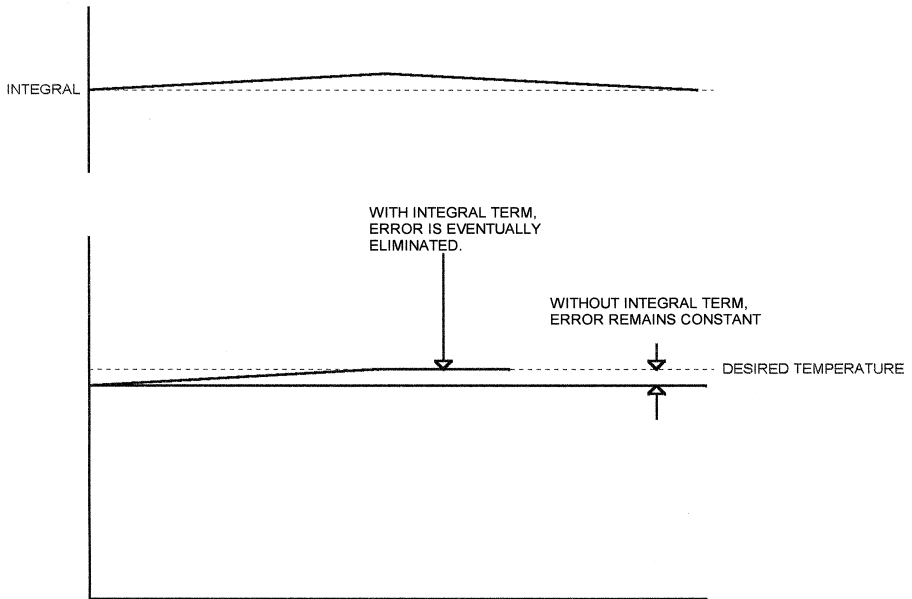 INTEGRAL
WITH INTEGRAL TERM,
ERROR IS EVENTUALLY
ELIMINATED.
WITHOUT INTEGRAL TERM,
ERROR REMAINS CONSTANT
DESIRED TEMPERATURE